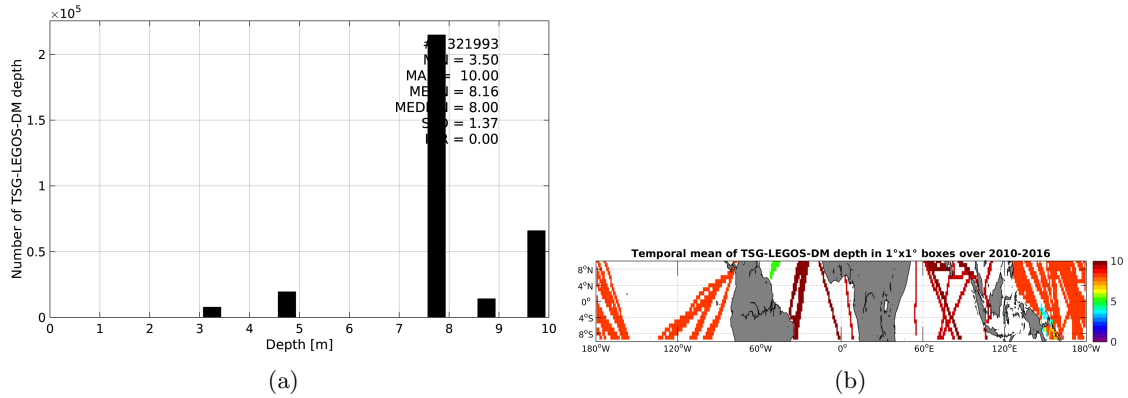 ×10⁵
Number of TSG-LEGOS-DM depth
2
1.5
1
0.5
0
321993
= 3.50
= 10.00
= 8.16
= 8.00
= 1.37
= 0.00
0 1 2 3 4 5 6 7 8 9 10
Depth [m]
(a)
Temporal mean of TSG-LEGOS-DM depth in 1°x1° boxes over 2010-2016
8°N
4°N
0°
4°S
8°S
180°W 120°W 60°W 0° 60°E 120°E 180°E
10
5
0
(b)